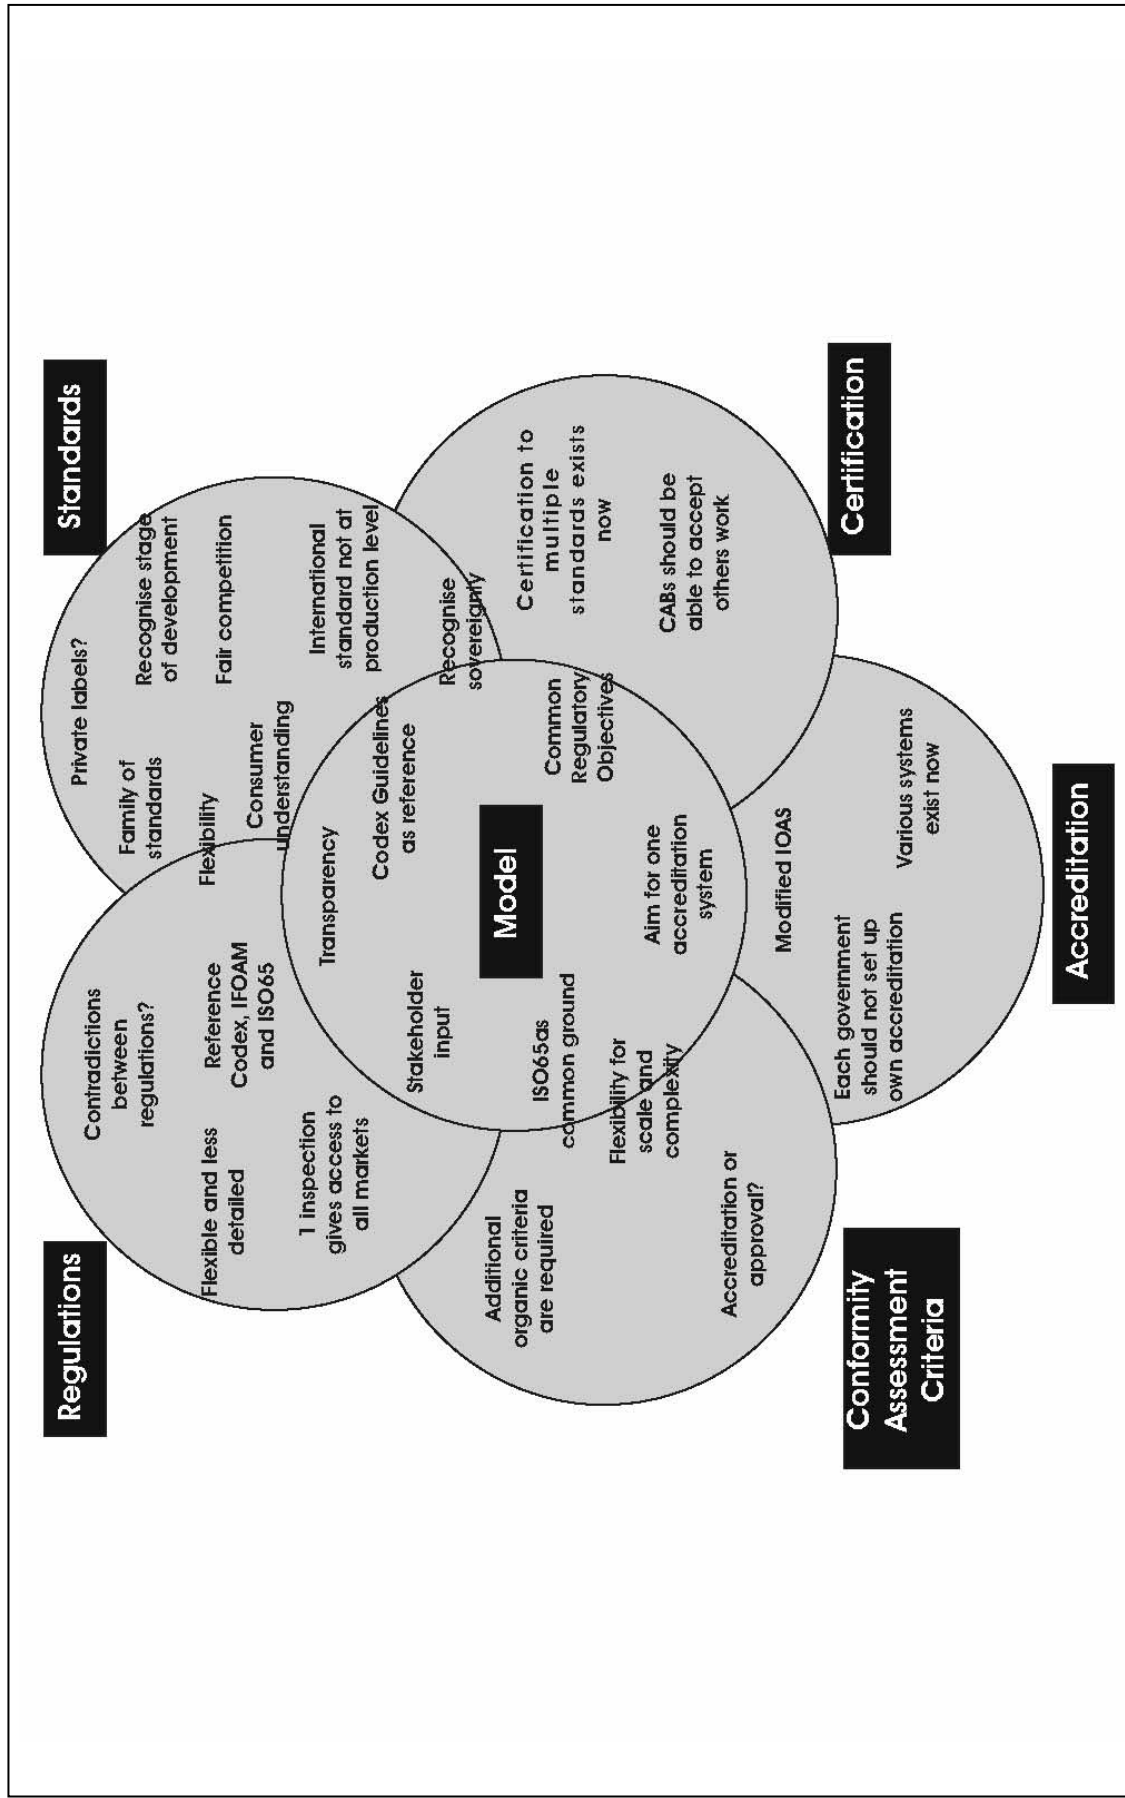 Regulations
Standards
Contradictions
between
regulations?
Private labels?
Family of
standards
Recognise stage
of development
Flexible and less
detailed
Reference
Codex, IFOAM
and ISO65
Flexibility
Fair competition
Consumer
understanding
1 inspection
gives access to
all markets
Transparency
International
standard not at
production level
Stakeholder
input
Codex Guidelines
as reference
Recognise
sovereignty
Additional
organic criteria
are required
ISO65as
common ground
Model
Common
Regulatory
Objectives
Certification to
multiple
standards exists
now
Flexibility for
scale and
complexity
Aim for one
accreditation
system
CABs should be
able to accept
others work
Accreditation or
approval?
Modified IOAS
Each government
should not set up
own accreditation
Various systems
exist now
Conformity
Assessment
Criteria
Certification
Accreditation